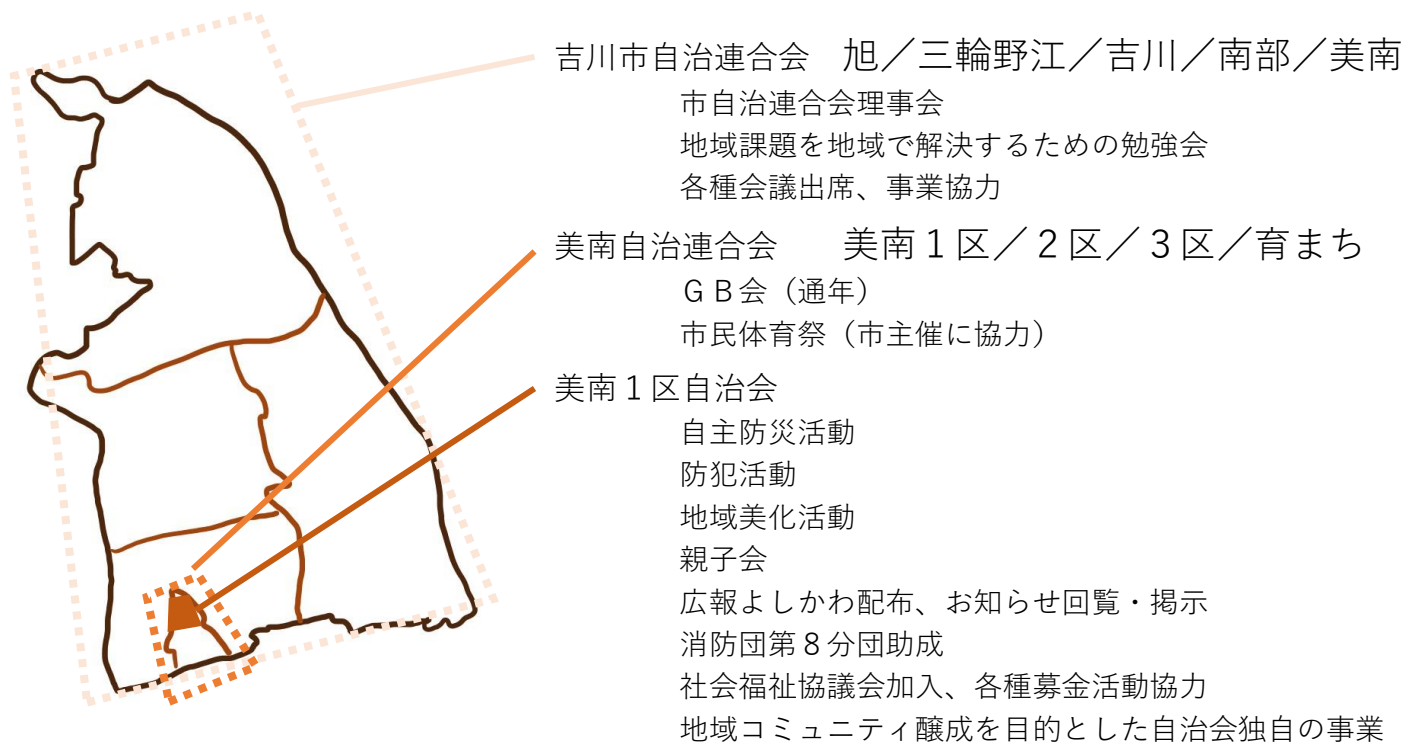 吉川市自治連合会　旭／三輪野江／吉川／南部／美南
市自治連合会理事会
地域課題を地域で解決するための勉強会
各種会議出席、事業協力
美南自治連合会　　美南１区／２区／３区／育まち
ＧＢ会（通年）
市民体育祭（市主催に協力）
美南１区自治会
自主防災活動
防犯活動
地域美化活動
親子会
広報よしかわ配布、お知らせ回覧・掲示
消防団第８分団助成
社会福祉協議会加入、各種募金活動協力
地域コミュニティ醸成を目的とした自治会独自の事業